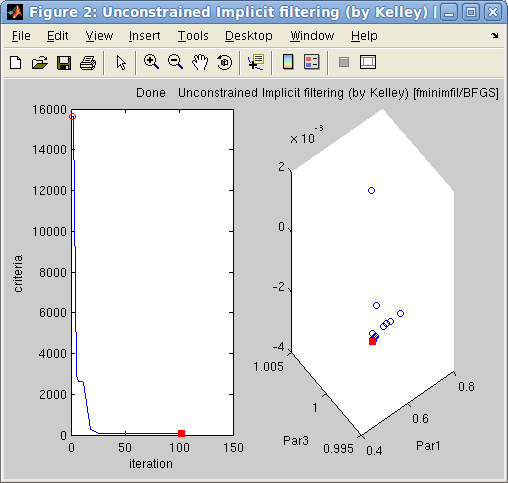 Figure 2: Unconstrained Implicit filtering (by Kelley) [
File Edit View Insert Tools Desktop Window Help
Done Unconstrained Implicit filtering (by Kelley) [fminimfil/BFGS]
16000
14000
12000
10000
8000
6000
4000
2000
0
criteria
0 50 100 150
iteration
× 10⁻³
2
0
-2
-4
1.005
1
0.995
Par3
0.4
0.6
0.8
Par1